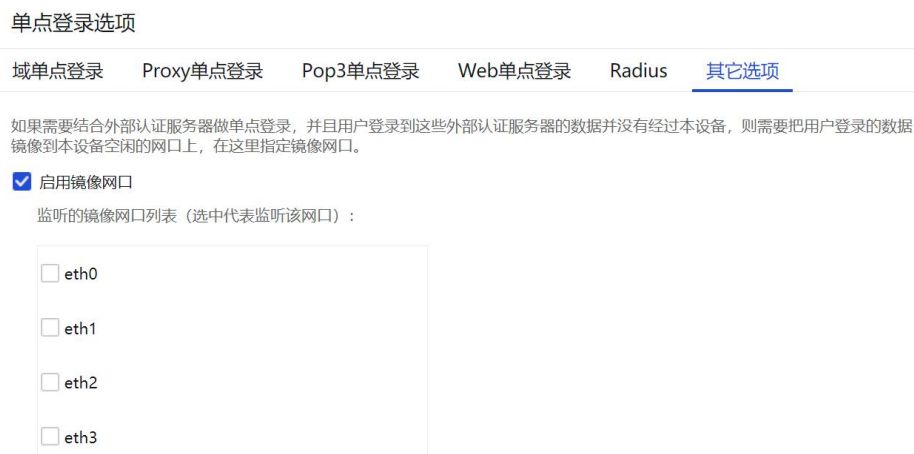 单点登录选项
域单点登录 Proxy单点登录 Pop3单点登录 Web单点登录 Radius 其它选项
如果需要结合外部认证服务器做单点登录，并且用户登录到这些外部认证服务器的数据并没有经过本设备，则需要把用户登录的数据
镜像到本设备空闲的网口上，在这里指定镜像网口。
启用镜像网口
监听的镜像网口列表（选中代表监听该网口）:
eth0
eth1
eth2
eth3